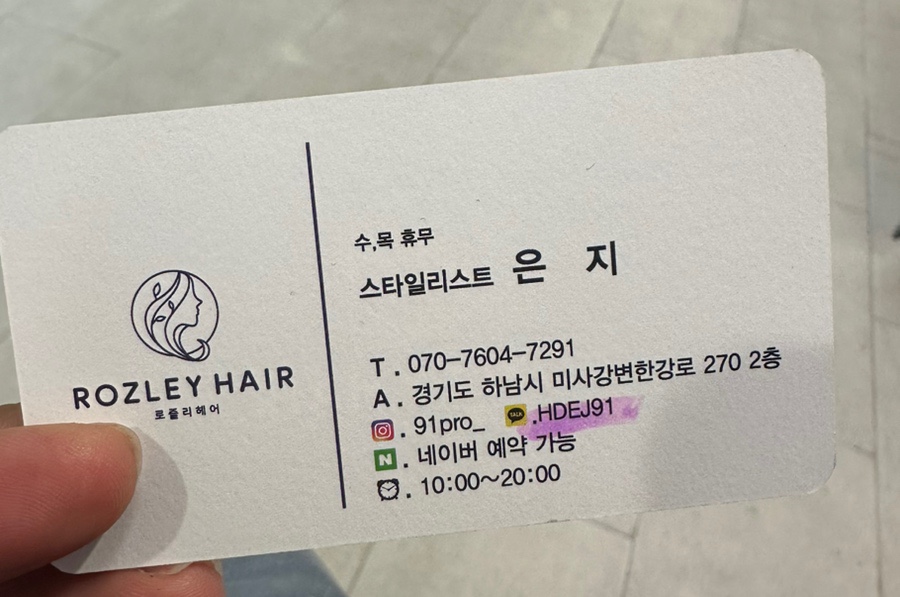 ROZLEY HAIR
로즐리헤어
수,목 휴무
스타일리스트 은 지
T . 070-7604-7291
A . 경기도 하남시 미사강변한강로 270 2층
. 91pro_ TALK .HDEJ91
N . 네이버 예약 가능
. 10:00~20:00